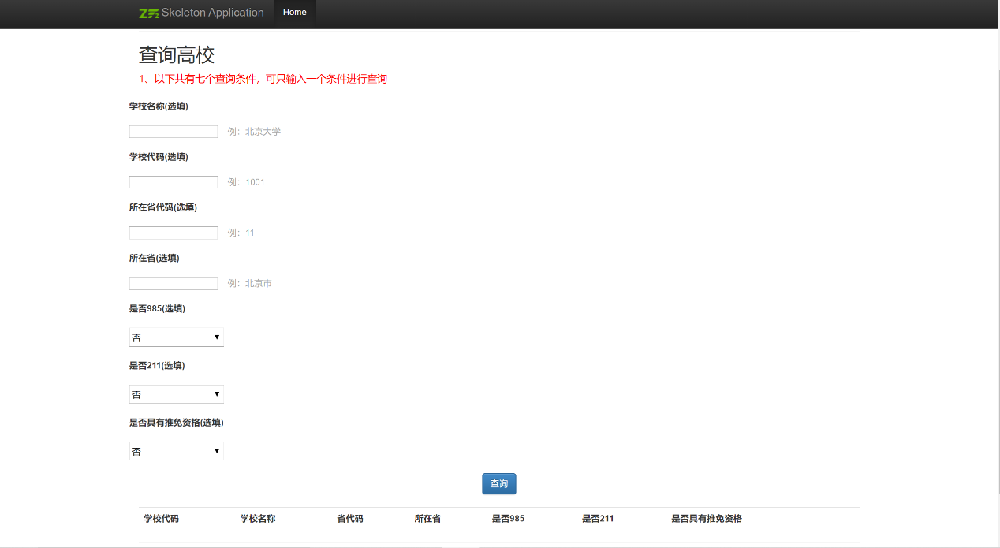 ZF2 Skeleton Application Home
查询高校
1、以下共有七个查询条件，可只输入一个条件进行查询
学校名称(选填)
例：北京大学
学校代码(选填)
例：1001
所在省代码(选填)
例：11
所在省(选填)
例：北京市
是否985(选填)
否
是否211(选填)
否
是否具有推免资格(选填)
否
查询
学校代码 学校名称 省代码 所在省 是否985 是否211 是否具有推免资格